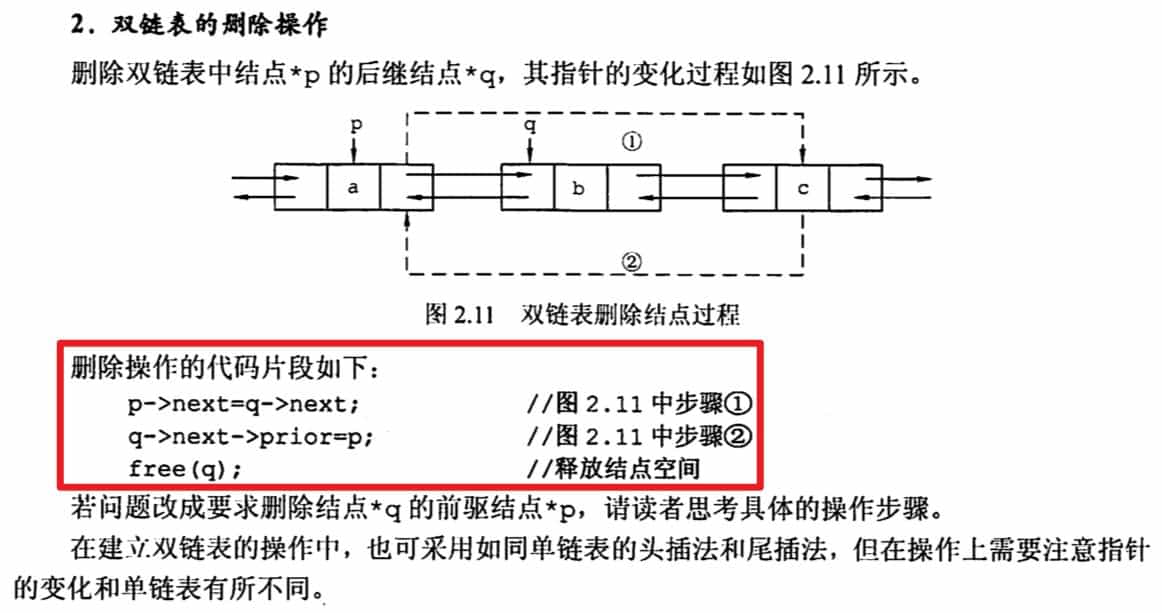 2．双链表的删除操作
删除双链表中结点*p 的后继结点*q，其指针的变化过程如图 2.11 所示。
p q ①
a b c
②
图 2.11 双链表删除结点过程
删除操作的代码片段如下：
p->next=q->next; //图 2.11 中步骤①
q->next->prior=p; //图 2.11 中步骤②
free(q); //释放结点空间
若问题改成要求删除结点*q 的前驱结点*p，请读者思考具体的操作步骤。
在建立双链表的操作中，也可采用如同单链表的头插法和尾插法，但在操作上需要注意指针
的变化和单链表有所不同。